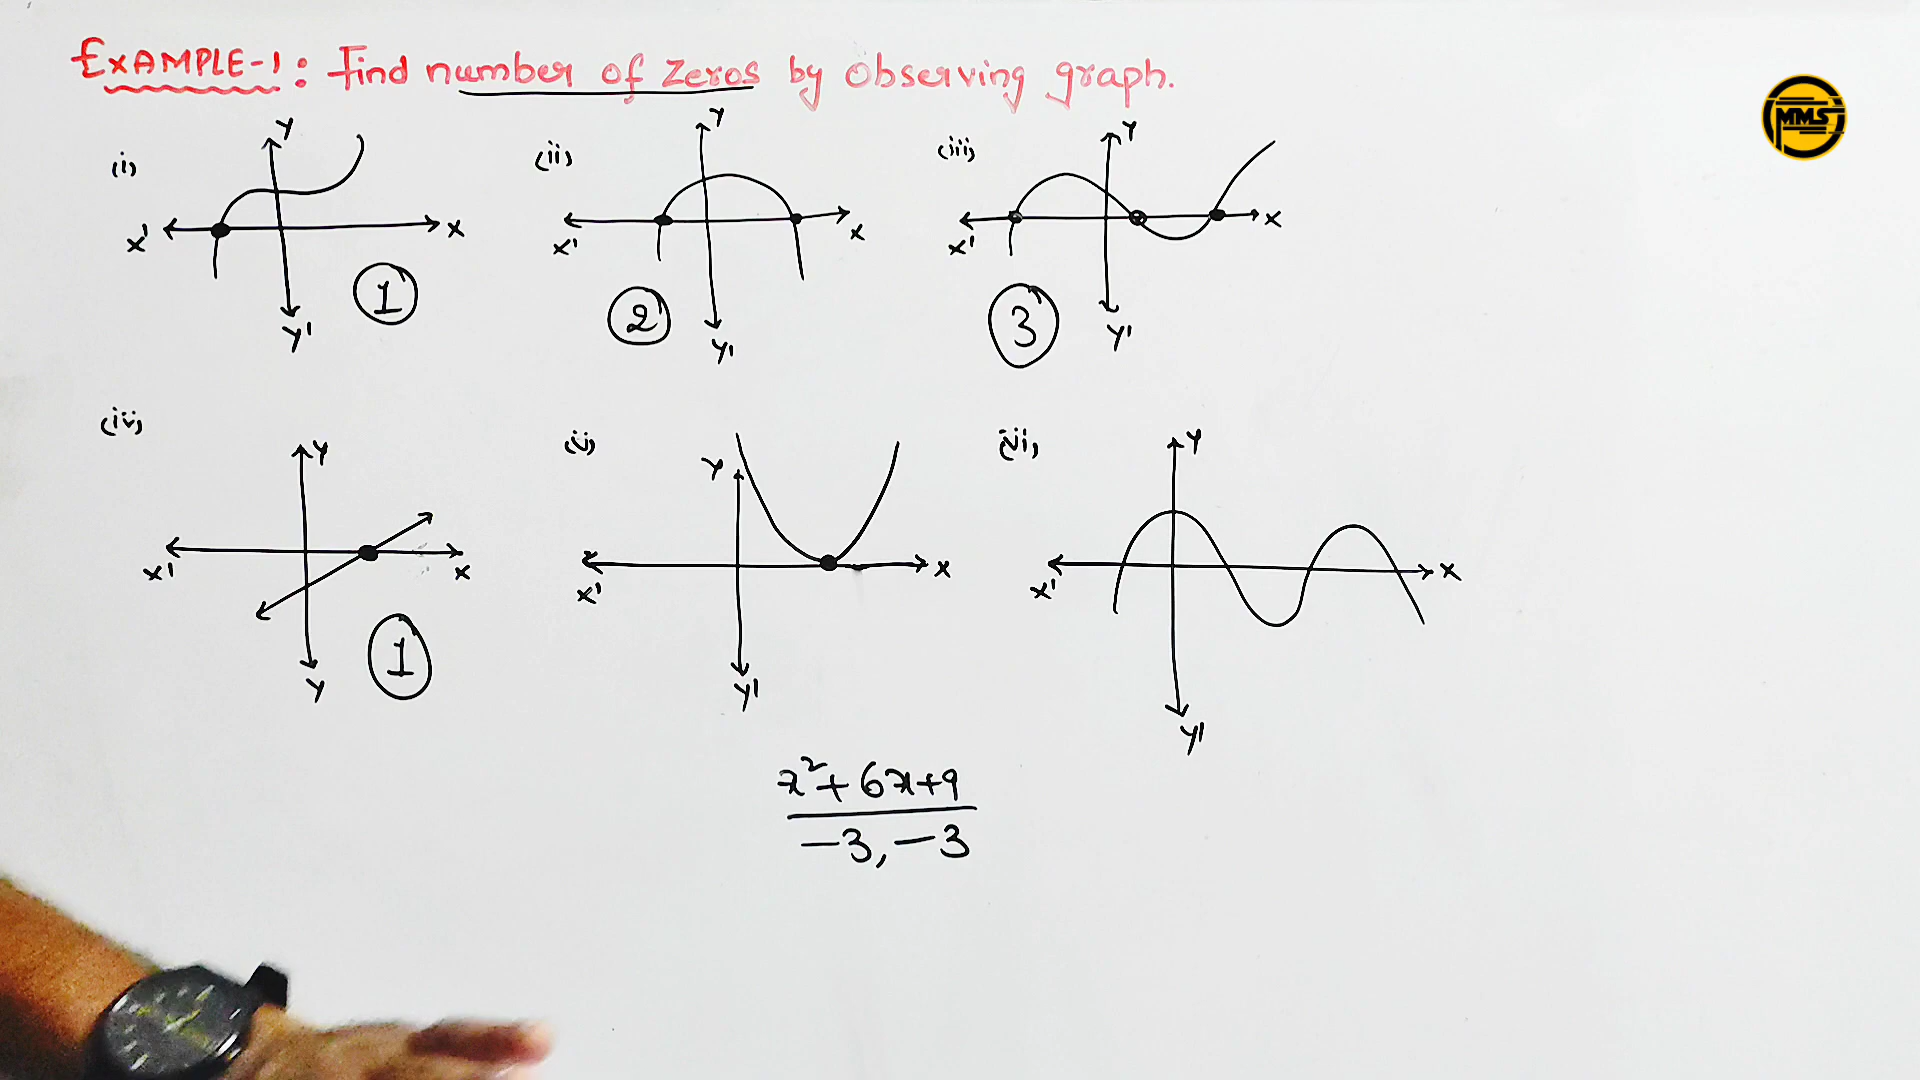 EXAMPLE-1: Find number of zeros by observing graph.
MMS
(i)
Y
X'
X
Y'
1
(ii)
Y
X'
X
Y'
2
(iii)
Y
X'
X
Y'
3
(iv)
Y
X'
X
Y
1
(v)
Y
X'
X
Y'
(vi)
Y
X'
X
Y'
x²+6x+9
-3,-3